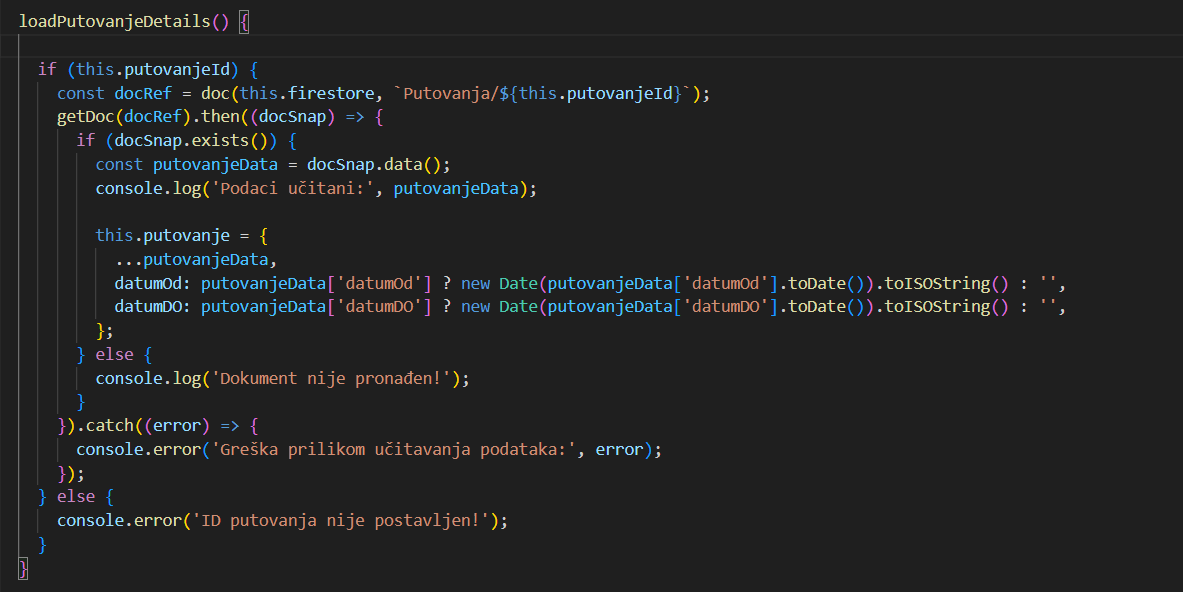 loadPutovanjeDetails() {
if (this.putovanjeId) {
const docRef = doc(this.firestore, `Putovanja/${this.putovanjeId}`);
getDoc(docRef).then((docSnap) => {
if (docSnap.exists()) {
const putovanjeData = docSnap.data();
console.log('Podaci učitani:', putovanjeData);
this.putovanje = {
...putovanjeData,
datumOd: putovanjeData['datumOd'] ? new Date(putovanjeData['datumOd'].toDate()).toISOString() : '',
datumDO: putovanjeData['datumDO'] ? new Date(putovanjeData['datumDO'].toDate()).toISOString() : '',
};
} else {
console.log('Dokument nije pronađen!');
}
}).catch((error) => {
console.error('Greška prilikom učitavanja podataka:', error);
});
} else {
console.error('ID putovanja nije postavljen!');
}
}